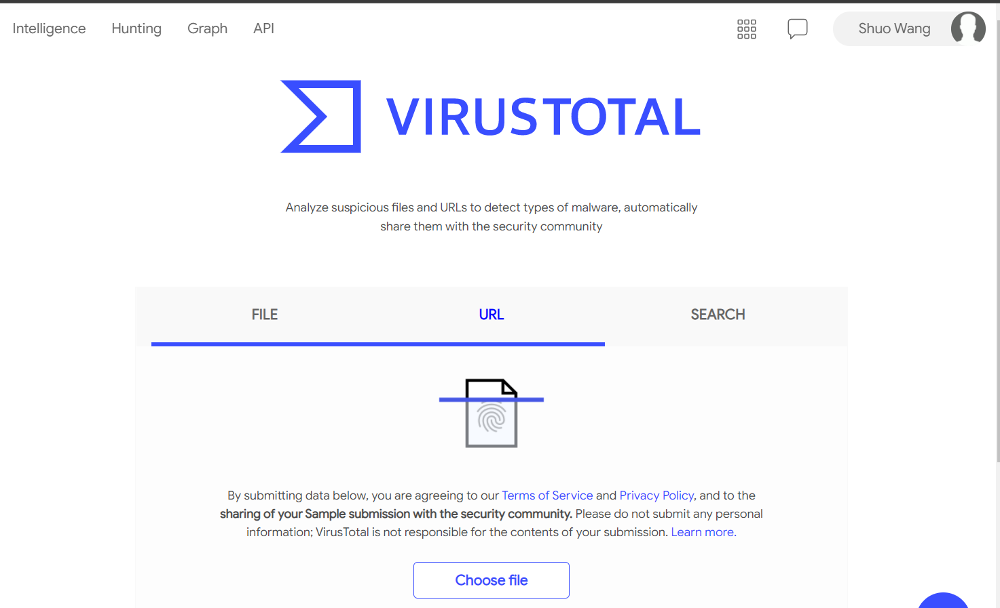 Intelligence Hunting Graph API Shuo Wang
VIRUSTOTAL
Analyze suspicious files and URLs to detect types of malware, automatically
share them with the security community
FILE URL SEARCH
By submitting data below, you are agreeing to our Terms of Service and Privacy Policy, and to the
sharing of your Sample submission with the security community. Please do not submit any personal
information; VirusTotal is not responsible for the contents of your submission. Learn more.
Choose file